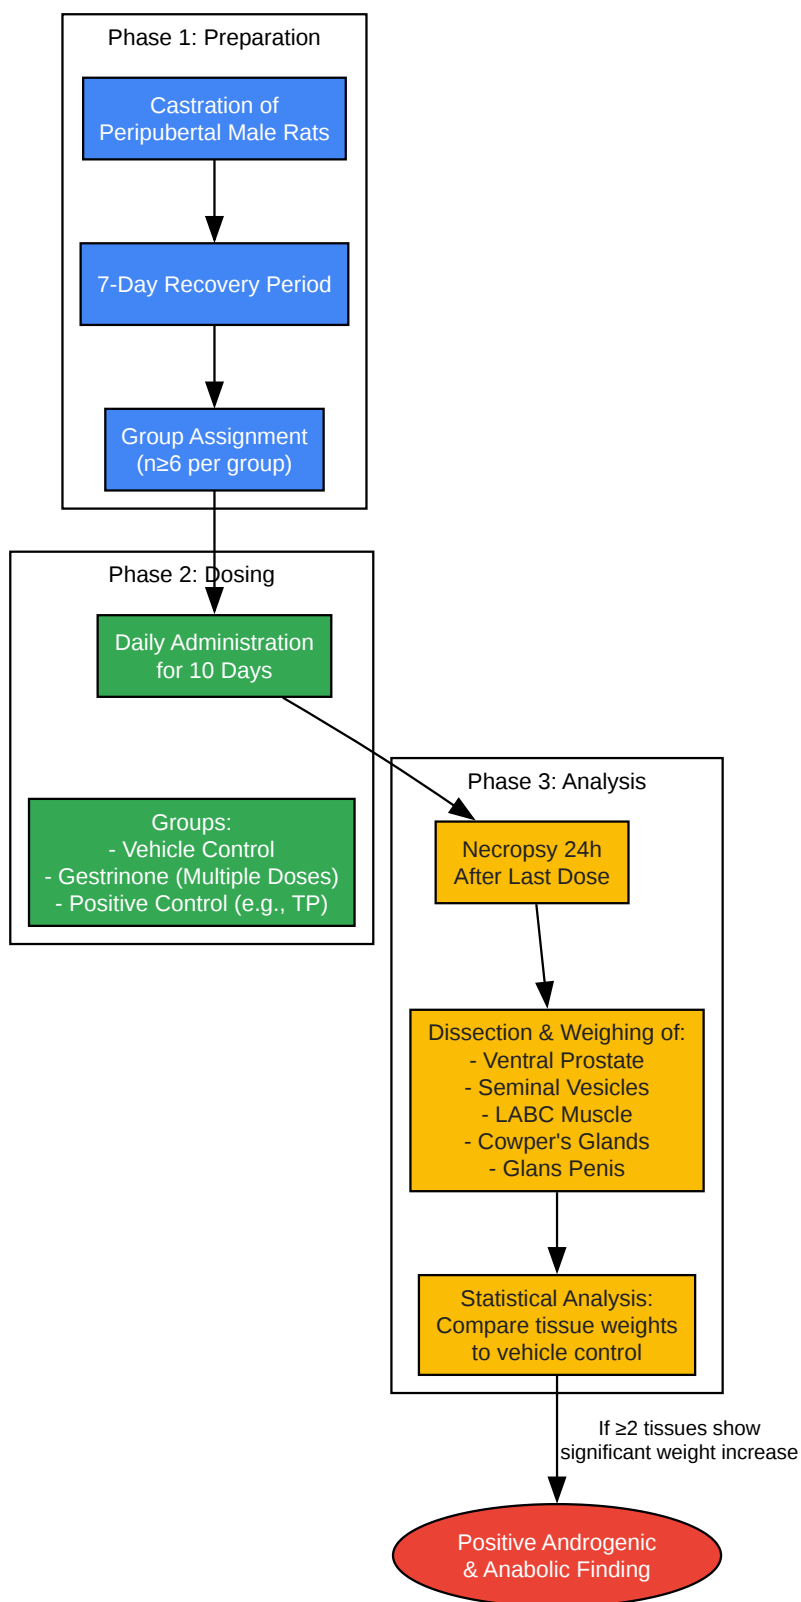 Phase 1: Preparation
Castration of
Peripubertal Male Rats
7-Day Recovery Period
Group Assignment
(n≥6 per group)
Phase 2: Dosing
Daily Administration
for 10 Days
Groups:
- Vehicle Control
- Gestrinone (Multiple Doses)
- Positive Control (e.g., TP)
Phase 3: Analysis
Necropsy 24h
After Last Dose
Dissection & Weighing of:
- Ventral Prostate
- Seminal Vesicles
- LABC Muscle
- Cowper's Glands
- Glans Penis
Statistical Analysis:
Compare tissue weights
to vehicle control
If ≥2 tissues show
significant weight increase
Positive Androgenic
& Anabolic Finding